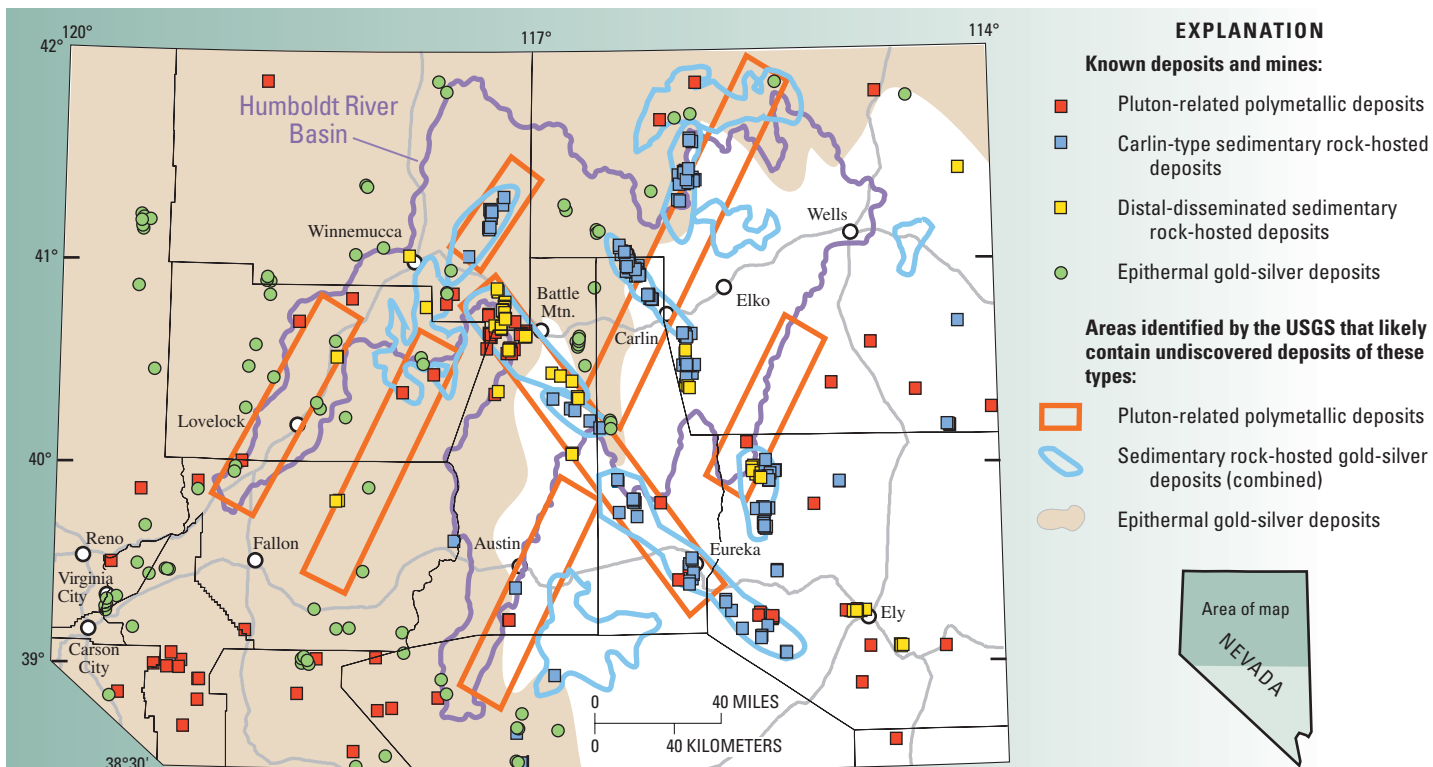 120°
117°
114°
42°
Humboldt River
Basin
Winnemucca
Wells
41°
41°
Battle
Mtn.
Elko
Carlin
Lovelock
40°
40°
Reno
Fallon
Austin
Eureka
Virginia
City
Ely
Carson
City
39°
39°
0
40 MILES
0
40 KILOMETERS
38°30'
EXPLANATION
Known deposits and mines:
Pluton-related polymetallic deposits
Carlin-type sedimentary rock-hosted
deposits
Distal-disseminated sedimentary
rock-hosted deposits
Epithermal gold-silver deposits
Areas identified by the USGS that likely
contain undiscovered deposits of these
types:
Pluton-related polymetallic deposits
Sedimentary rock-hosted gold-silver
deposits (combined)
Epithermal gold-silver deposits
Area of map
NEVADA